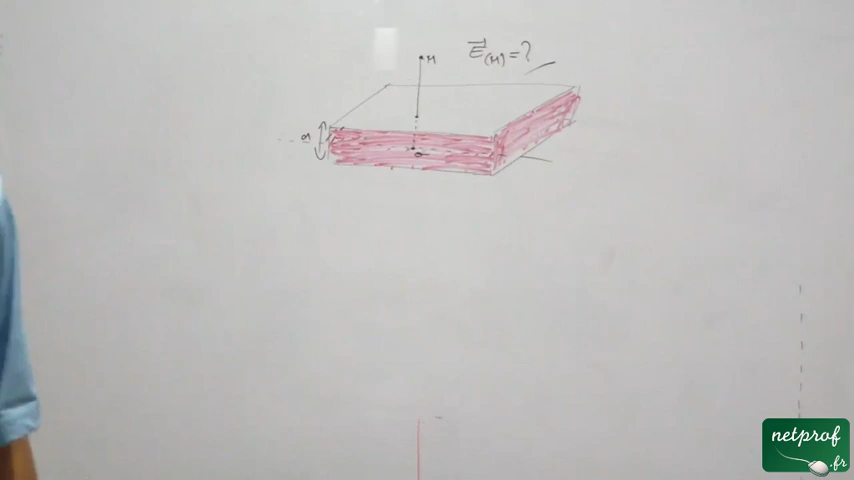 M
E⃗(M) = ?
a
O
netprof
.fr